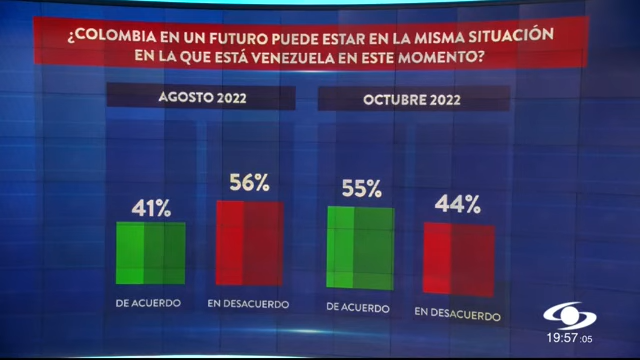 ¿COLOMBIA EN UN FUTURO PUEDE ESTAR EN LA MISMA SITUACIÓN
EN LA QUE ESTÁ VENEZUELA EN ESTE MOMENTO?
AGOSTO 2022
OCTUBRE 2022
41%
56%
55%
44%
DE ACUERDO
EN DESACUERDO
DE ACUERDO
EN DESACUERDO
19:57:05